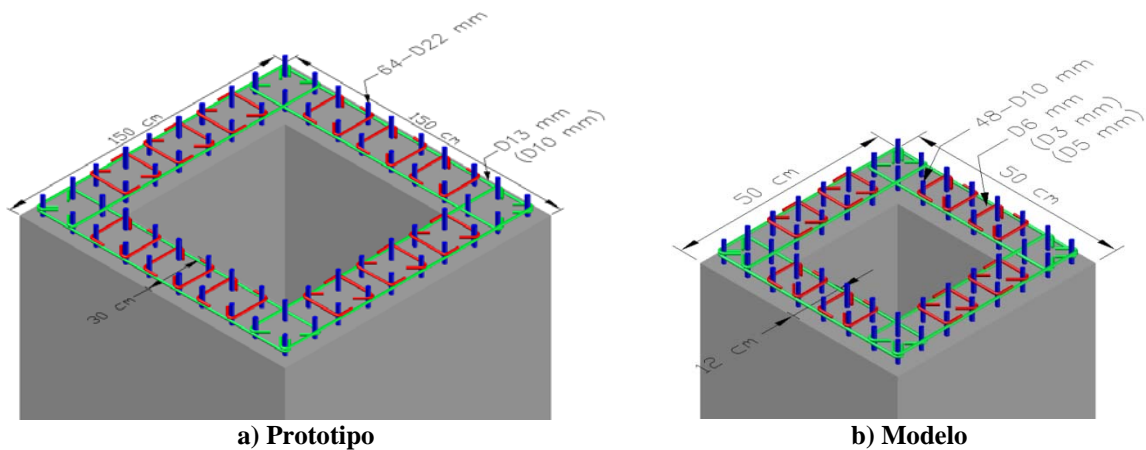 150 cm
64-D22 mm
150 cm
D13 mm
(D10 mm)
30 cm
a) Prototipo
50 cm
48-D10 mm
D6 mm
(D3 mm)
(D5 mm)
50 cm
12 cm
b) Modelo